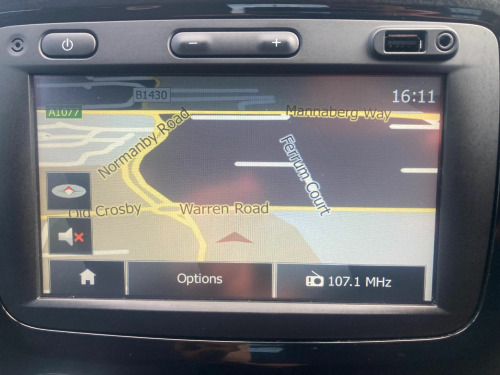 B1430
16:11
A1077
Mannaberg Way
Normanby Road
Ferrum Court
Old Crosby
Warren Road
Options
107.1 MHz